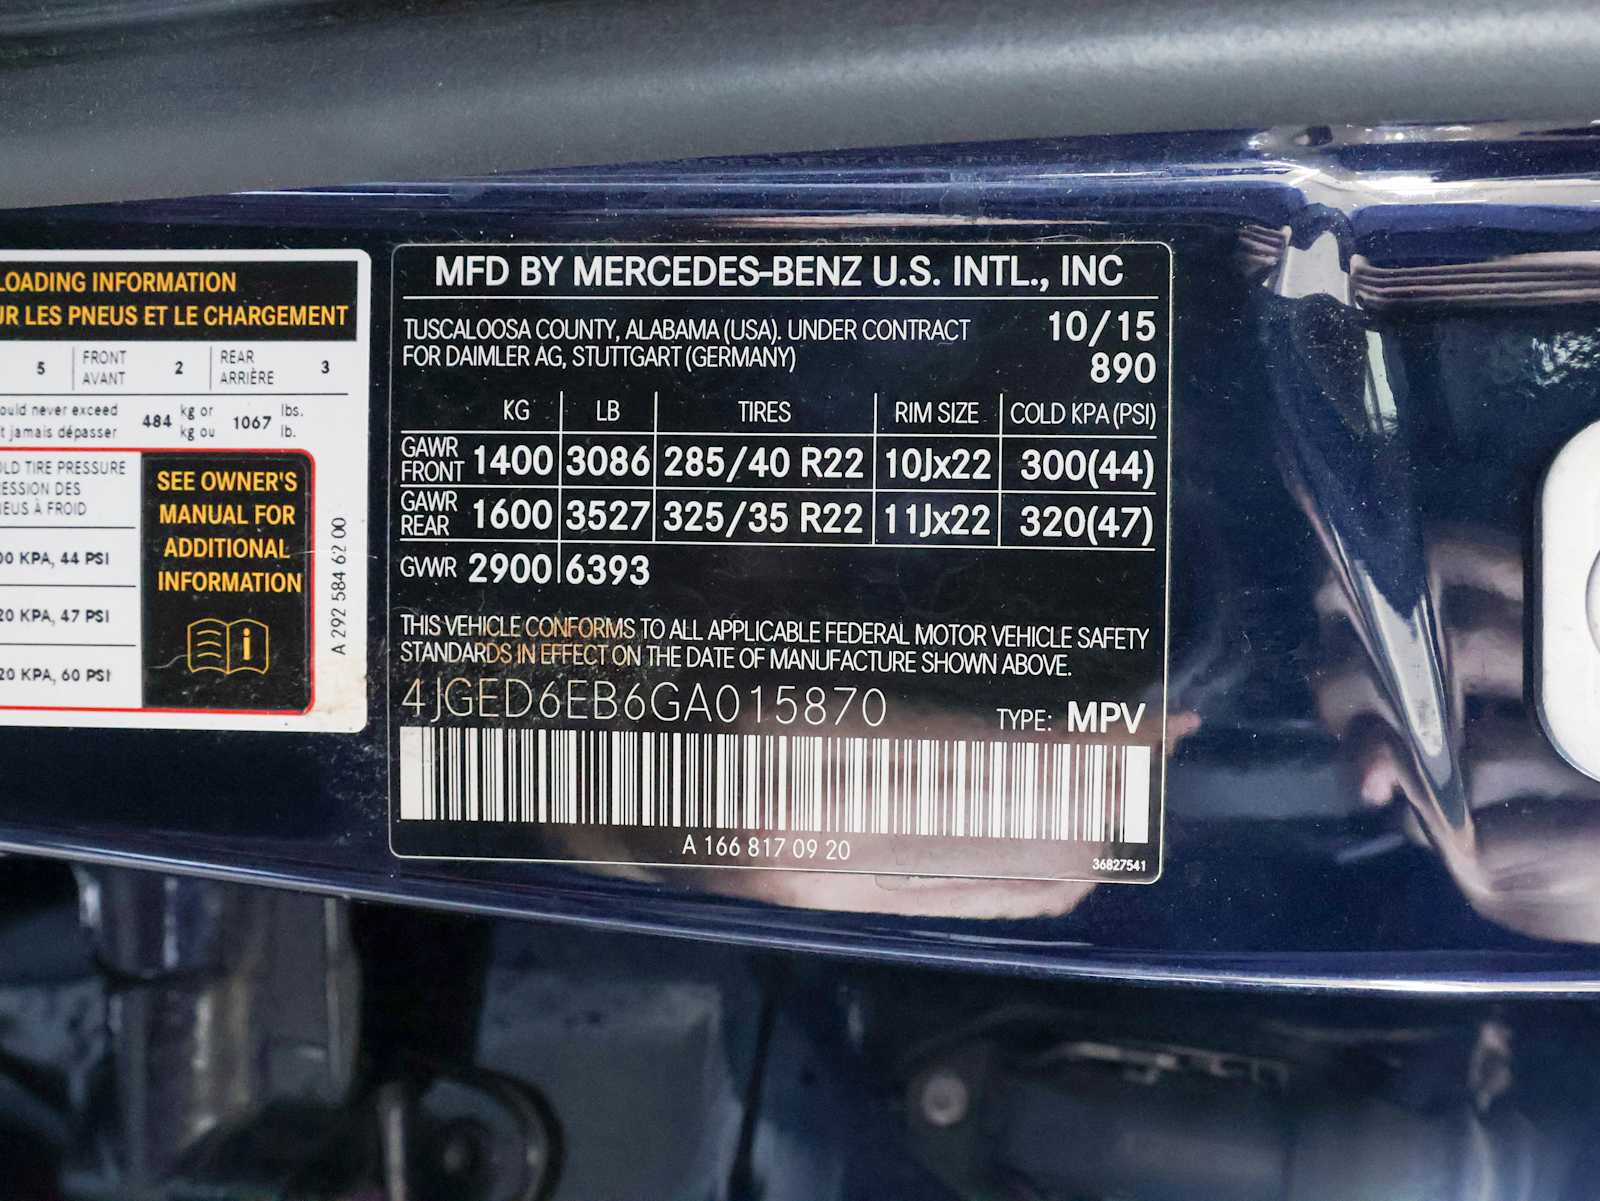 LOADING INFORMATION
UR LES PNEUS ET LE CHARGEMENT
5 FRONT AVANT 2 REAR ARRIÈRE 3
ould never exceed 484 kg or 1067 lbs.
t jamais dépasser kg ou lb.
OLD TIRE PRESSURE
ESSION DES
NEUS À FROID
00 KPA, 44 PSI
20 KPA, 47 PSI
20 KPA, 60 PSI
SEE OWNER'S
MANUAL FOR
ADDITIONAL
INFORMATION
A 292 584 62 00
MFD BY MERCEDES-BENZ U.S. INTL., INC
TUSCALOOSA COUNTY, ALABAMA (USA). UNDER CONTRACT 10/15
FOR DAIMLER AG, STUTTGART (GERMANY) 890
KG LB TIRES RIM SIZE COLD KPA (PSI)
GAWR FRONT 1400 3086 285/40 R22 10Jx22 300(44)
GAWR REAR 1600 3527 325/35 R22 11Jx22 320(47)
GVWR 2900 6393
THIS VEHICLE CONFORMS TO ALL APPLICABLE FEDERAL MOTOR VEHICLE SAFETY
STANDARDS IN EFFECT ON THE DATE OF MANUFACTURE SHOWN ABOVE.
4JGED6EB6GA015870 TYPE: MPV
A 166 817 09 20
36827541